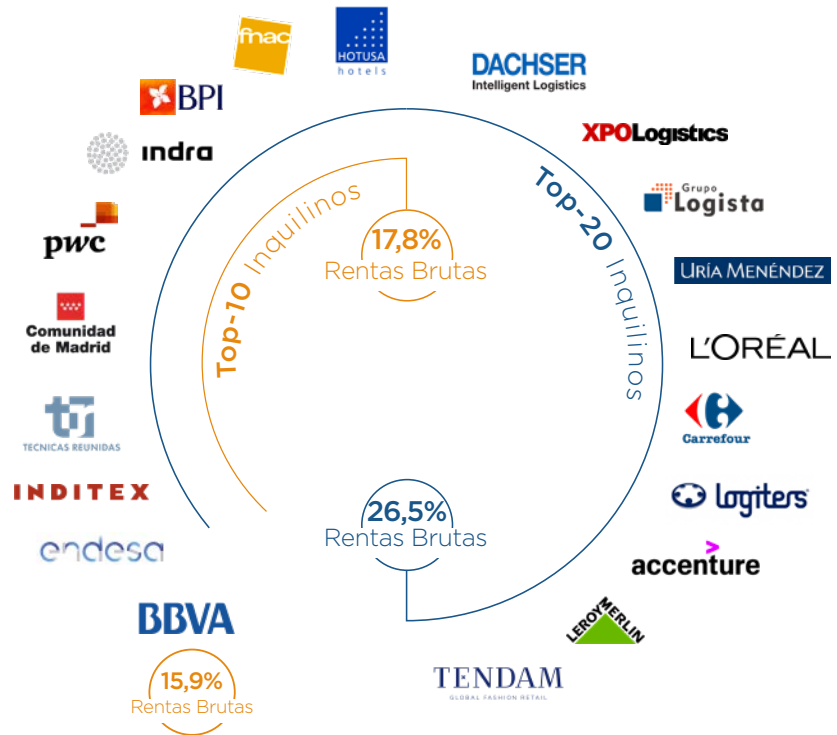 fnac
HOTUSA
hotels
DACHSER
Intelligent Logistics
BPI
XPOLogistics
indra
Grupo
Logista
Top-10 Inquilinos
Top-20 Inquilinos
17,8%
Rentas Brutas
pwc
URÍA MENÉNDEZ
Comunidad
de Madrid
L'ORÉAL
Carrefour
TECNICAS REUNIDAS
INDITEX
Logiters
26,5%
Rentas Brutas
endesa
accenture
BBVA
LEROY MERLIN
15,9%
Rentas Brutas
TENDAM
GLOBAL FASHION RETAIL